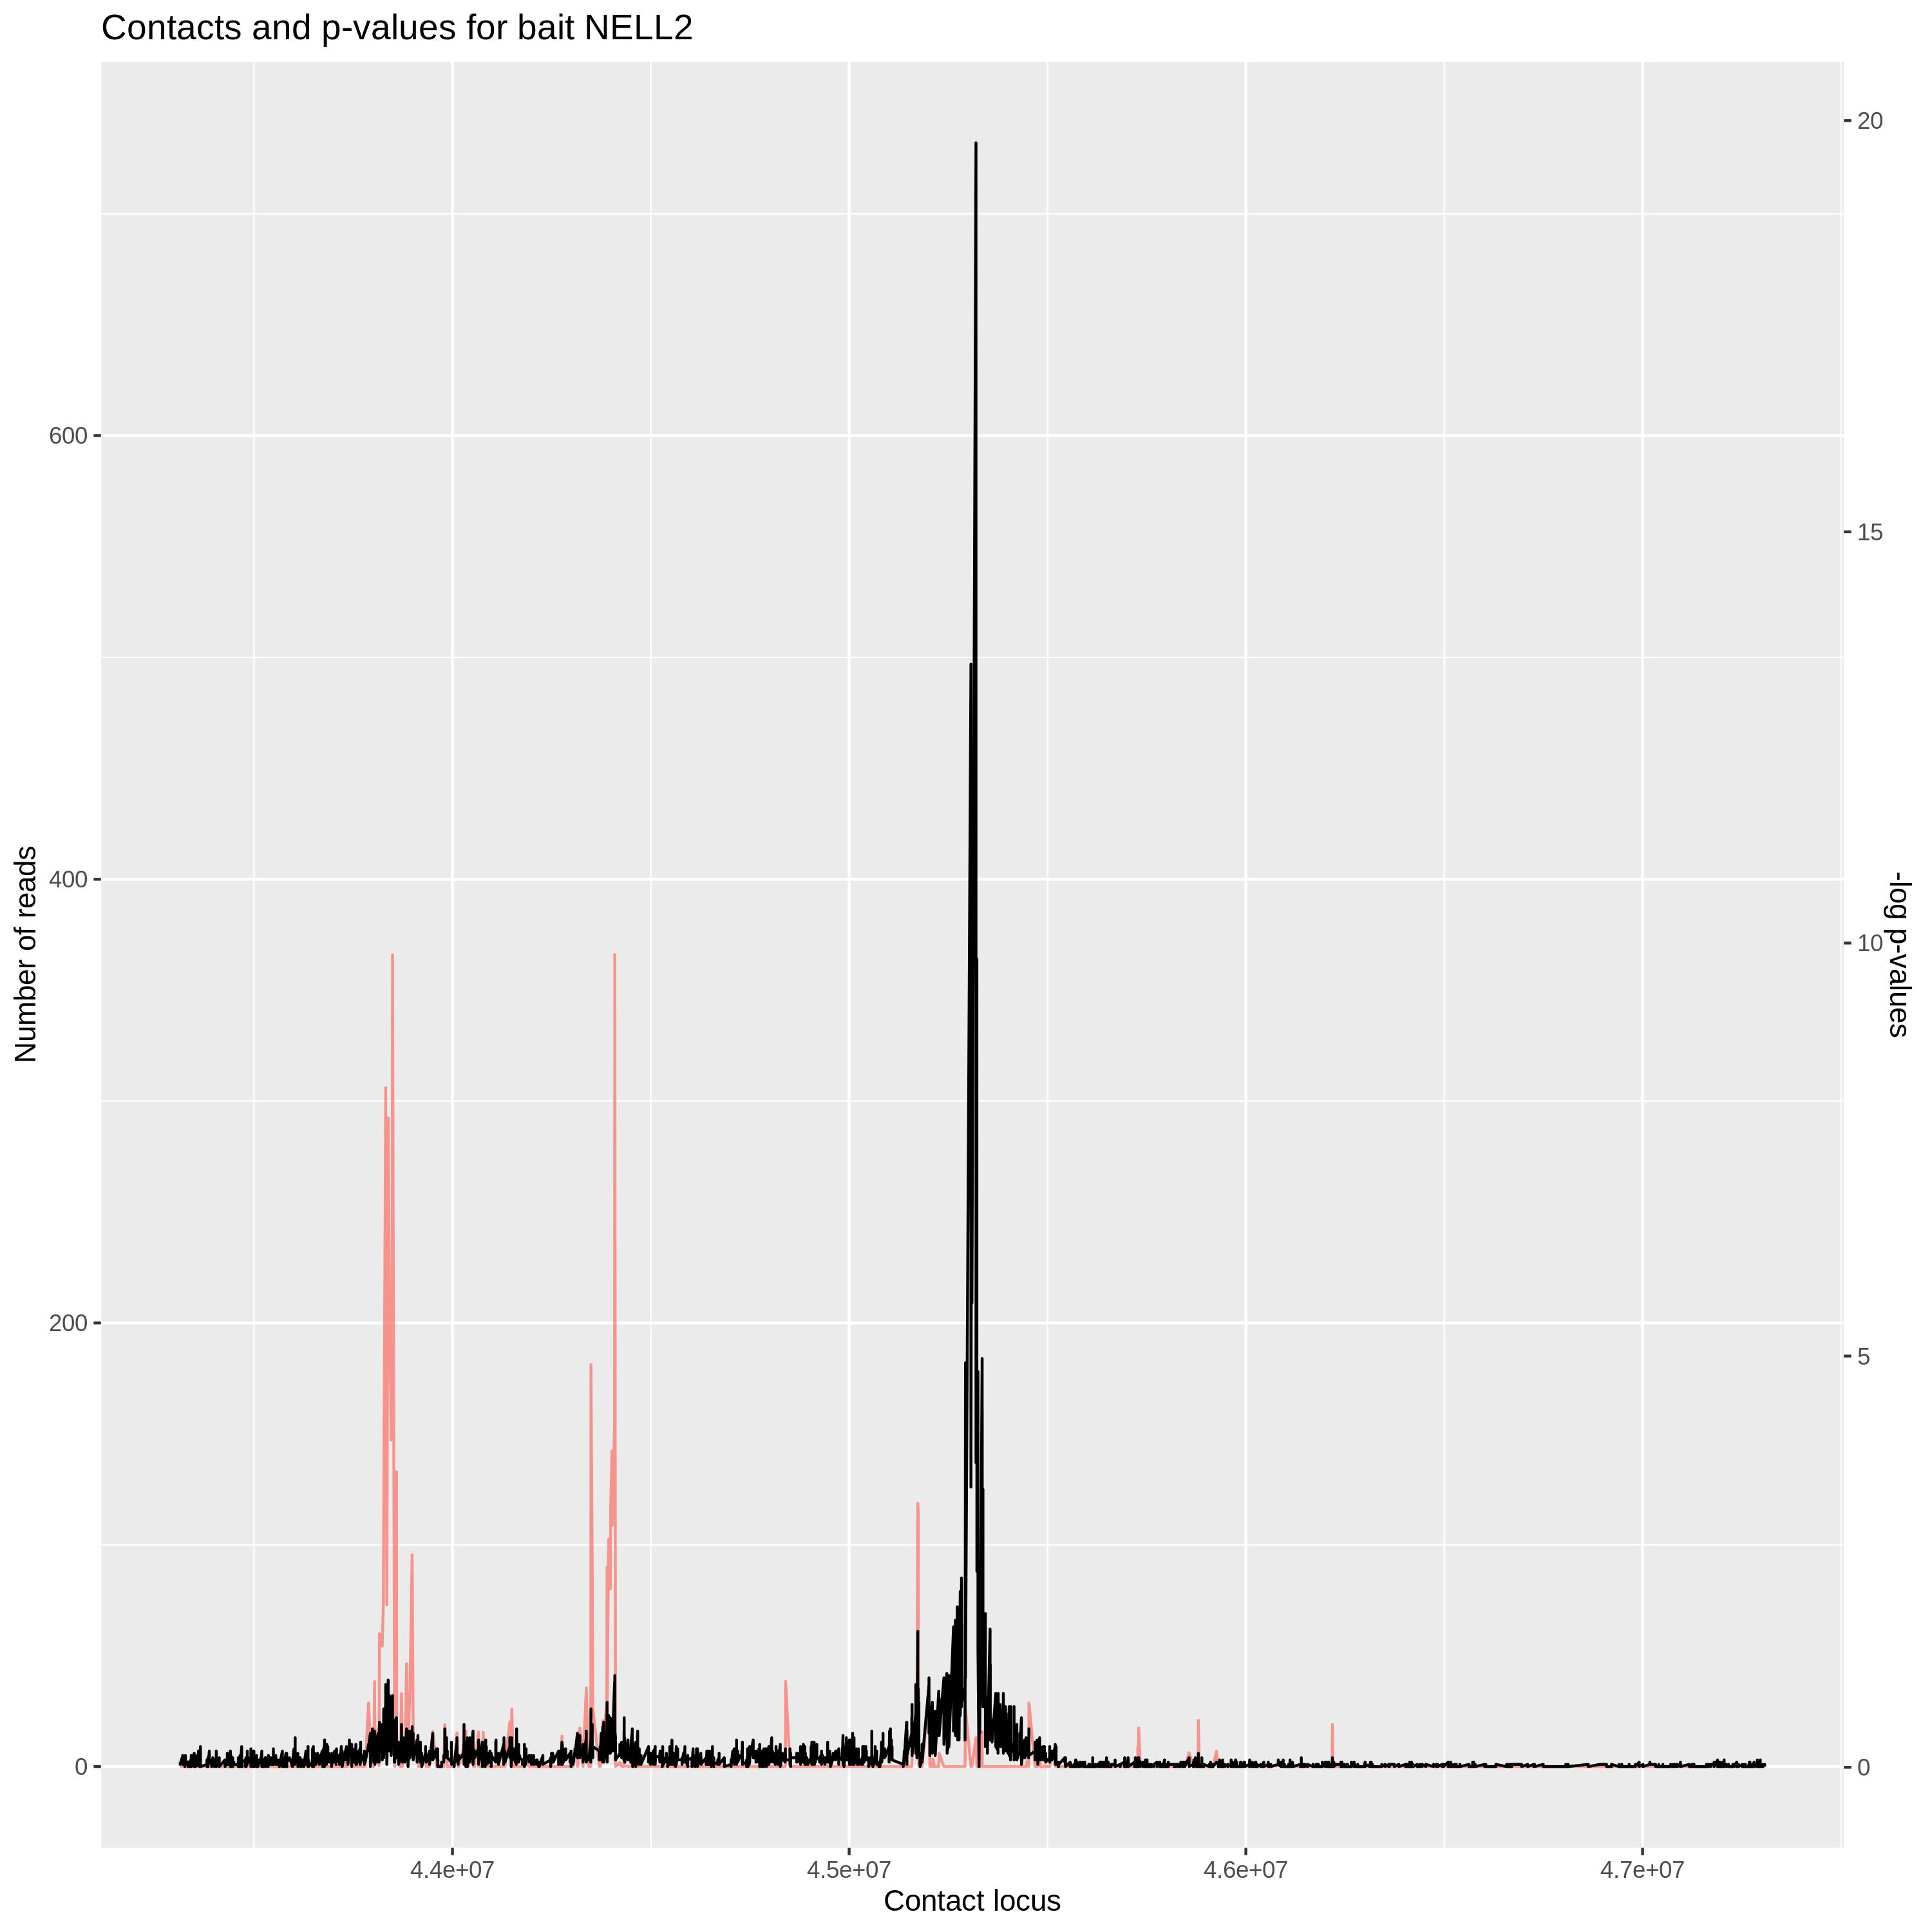 Contacts and p-values for bait NELL2
Number of reads
600
400
200
0
20
15
10
5
0
-log p-values
4.4e+07 4.5e+07 4.6e+07 4.7e+07
Contact locus